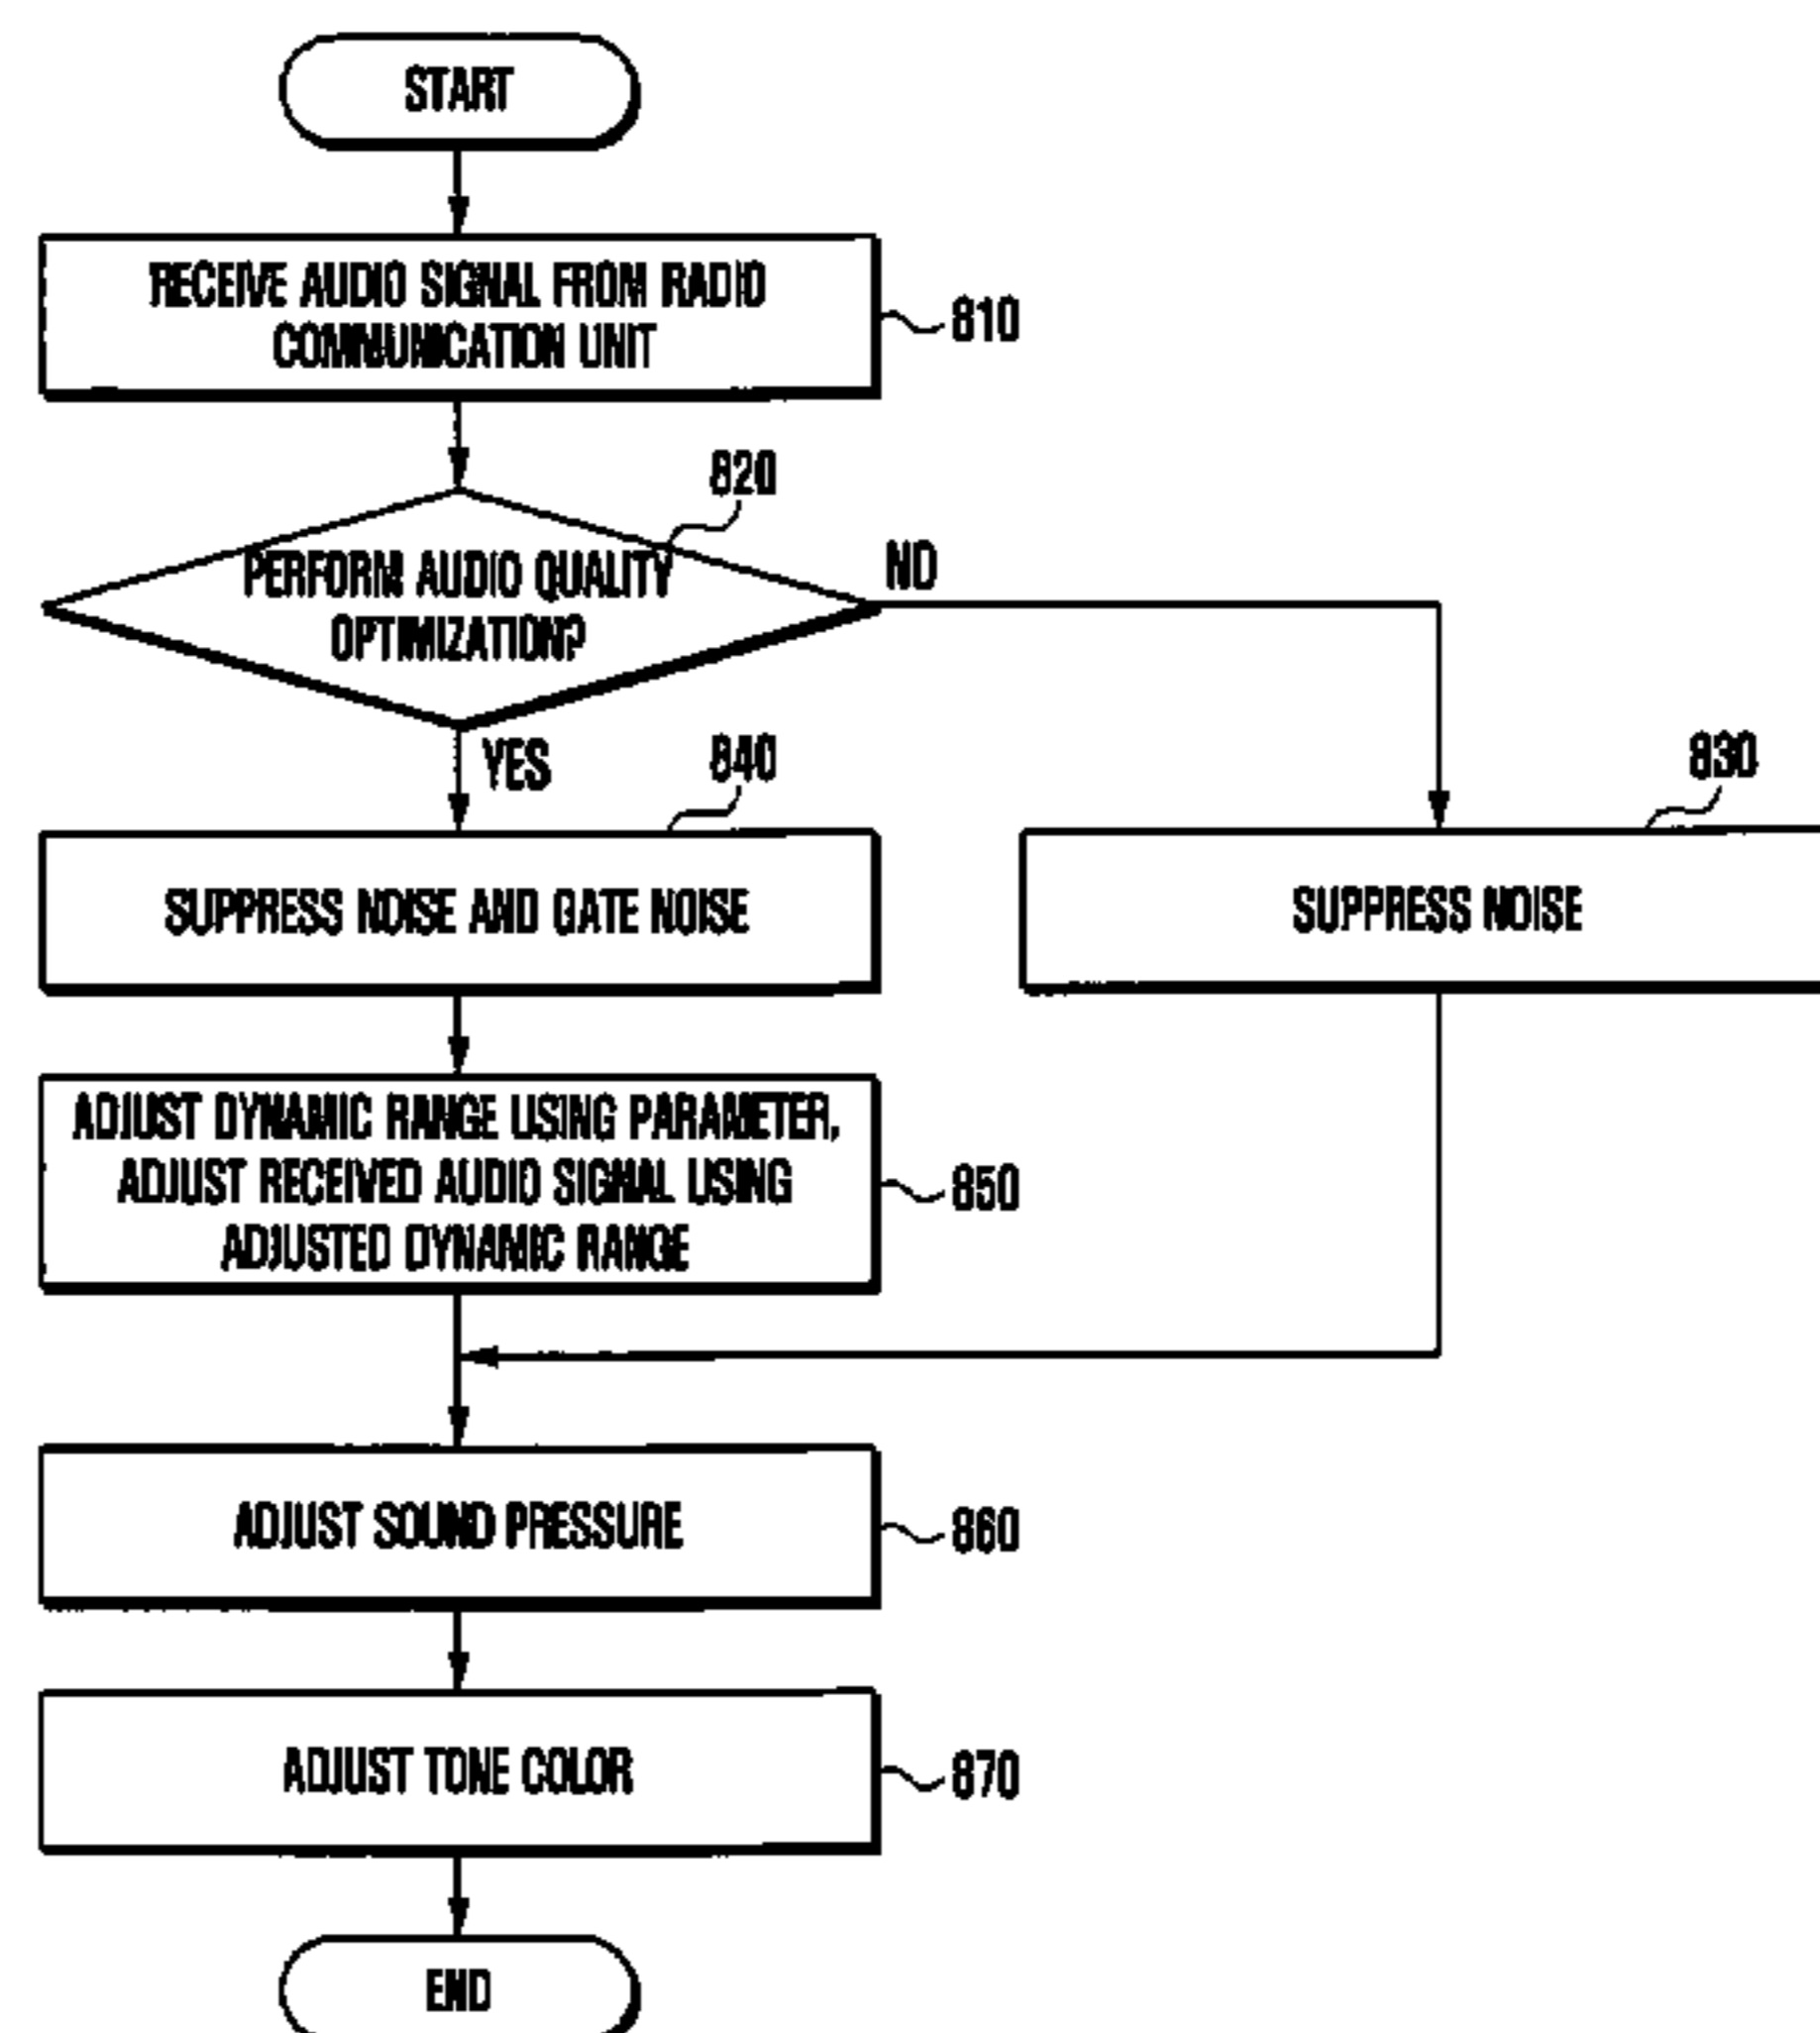 START
RECEIVE AUDIO SIGNAL FROM RADIO
COMMUNICATION UNIT
810
820
PERFORM AUDIO QUALITY
OPTIMIZATION?
NO
YES
840
830
SUPPRESS NOISE AND GATE NOISE
SUPPRESS NOISE
ADJUST DYNAMIC RANGE USING PARAMETER,
ADJUST RECEIVED AUDIO SIGNAL USING
ADJUSTED DYNAMIC RANGE
850
ADJUST SOUND PRESSURE
860
ADJUST TONE COLOR
870
END